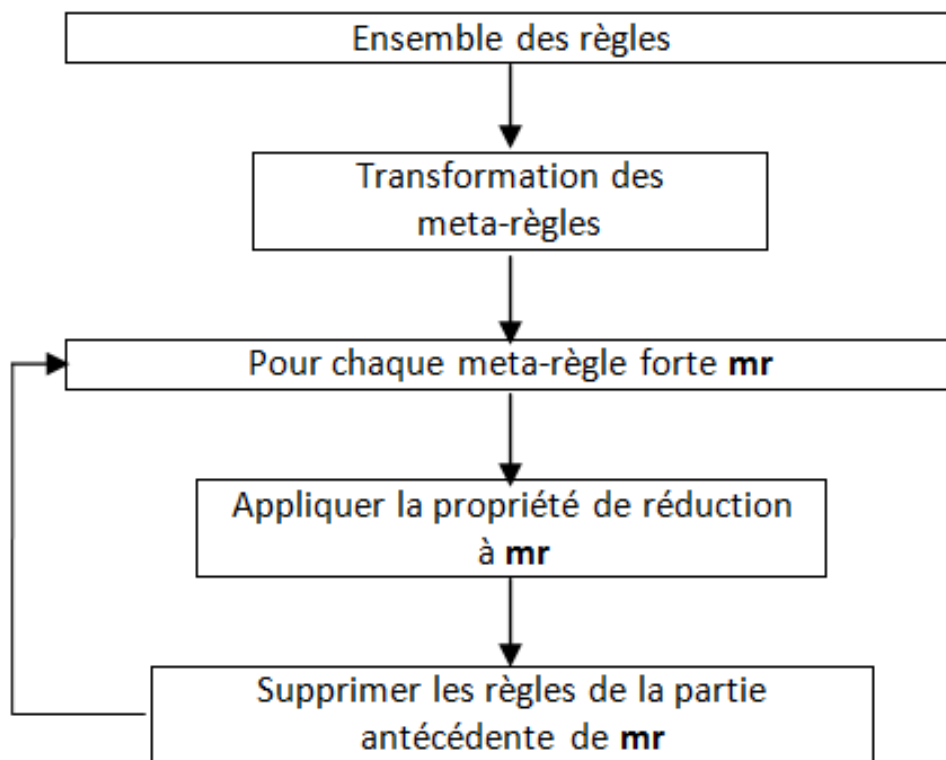 Ensemble des règles
Transformation des
meta-règles
Pour chaque meta-règle forte mr
Appliquer la propriété de réduction
à mr
Supprimer les règles de la partie
antécédente de mr